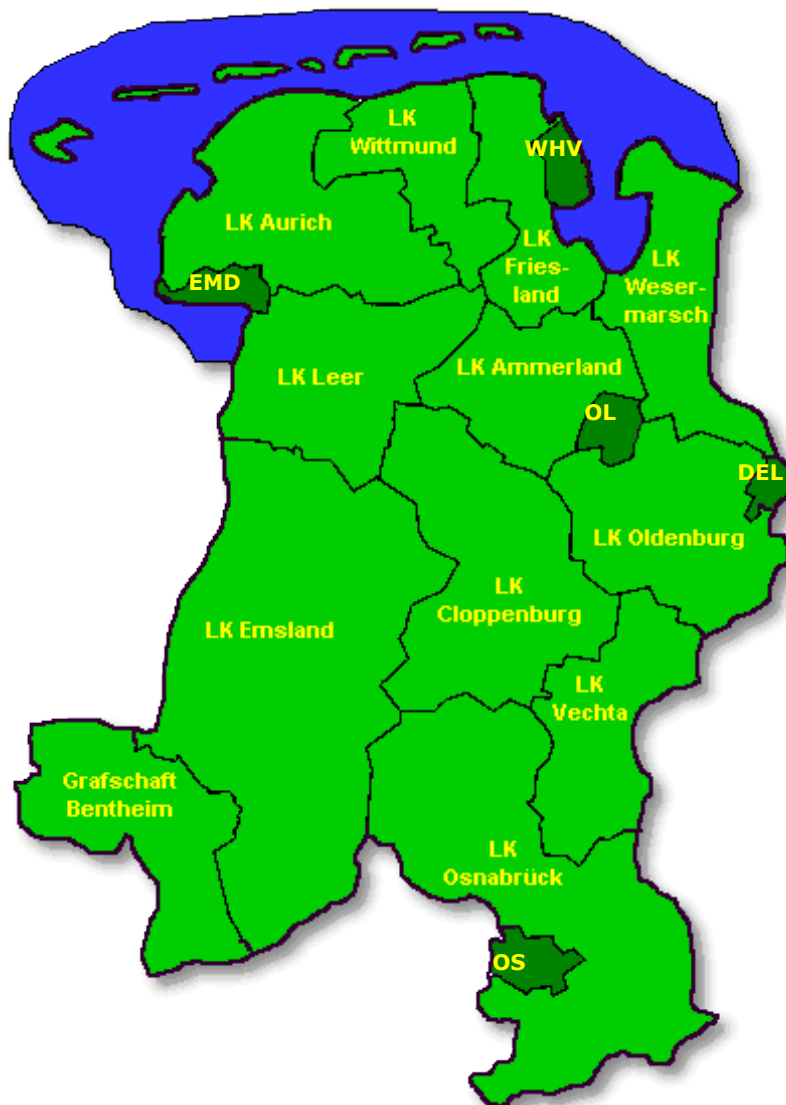 LK
Wittmund
WHV
LK Aurich
LK
Fries-
land
LK
Weser-
marsch
EMD
LK Leer
LK Ammerland
OL
DEL
LK Oldenburg
LK
Cloppenburg
LK Emsland
LK
Vechta
Grafschaft
Bentheim
LK
Osnabrück
OS